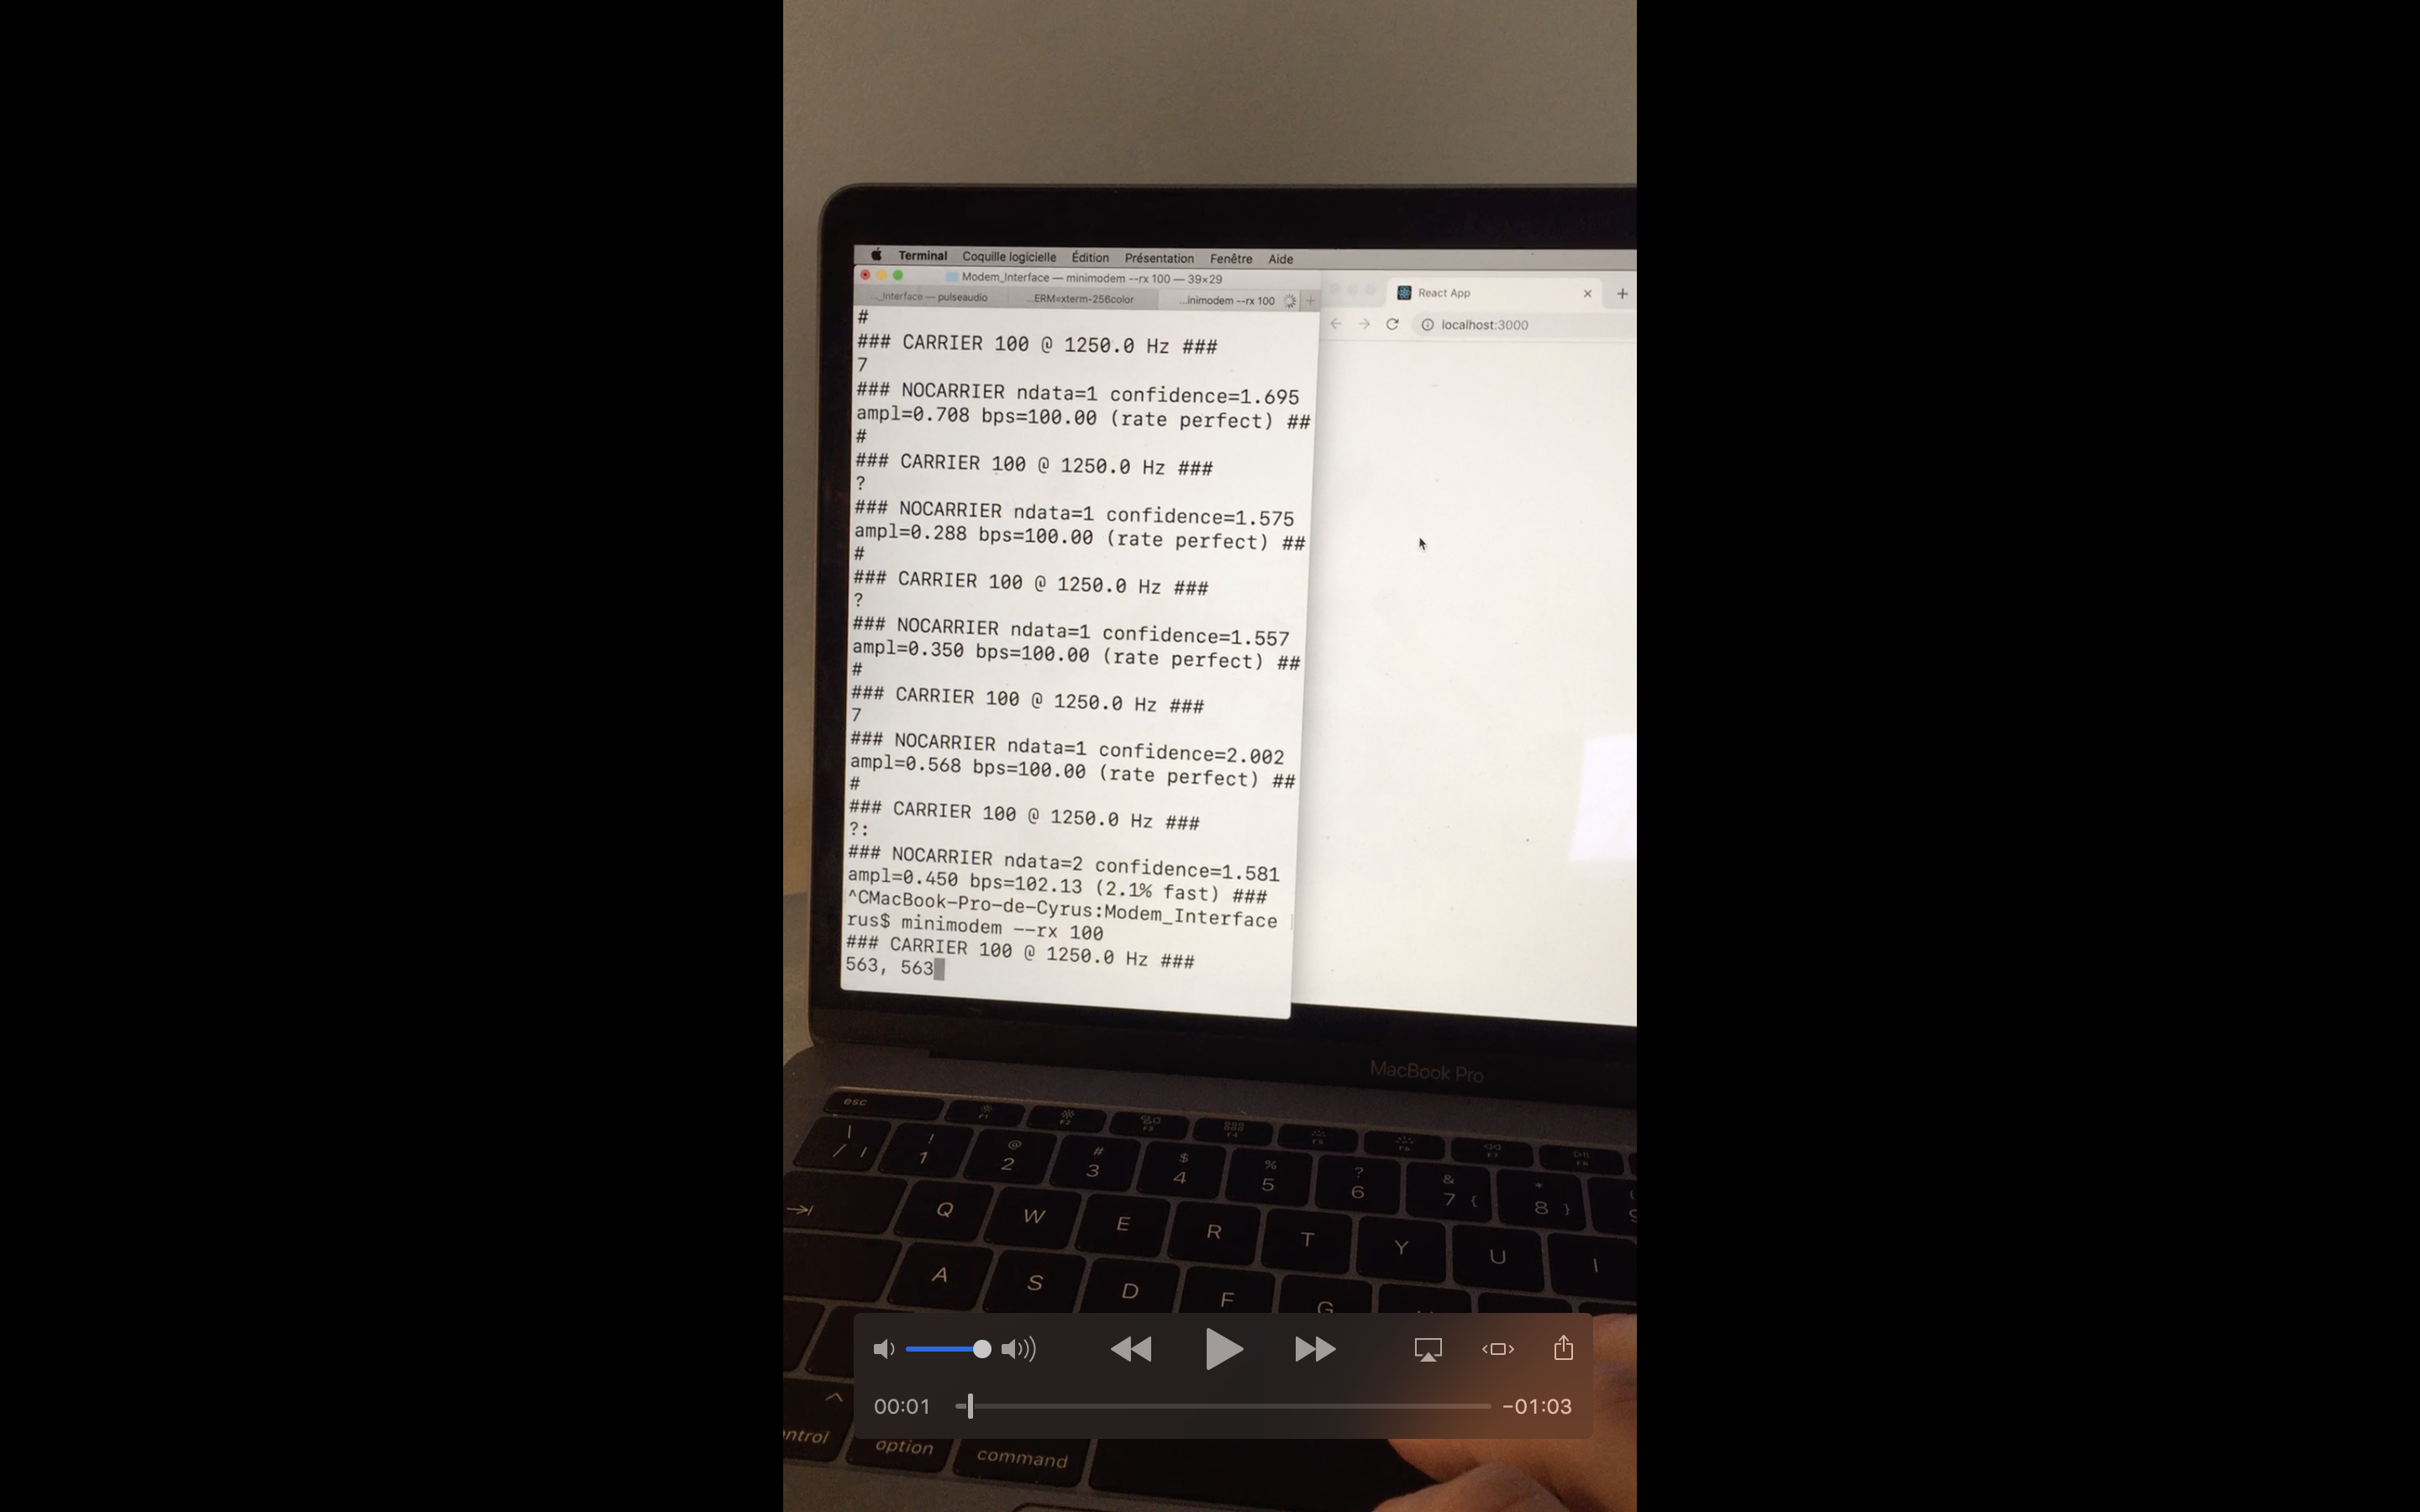 Terminal Coquille logicielle Édition Présentation Fenêtre Aide
Modem_Interface — minimodem --rx 100 — 39×29
..._Interface — pulseaudio ...ERM=xterm-256color ...inimodem --rx 100
React App
localhost:3000
#
### CARRIER 100 @ 1250.0 Hz ###
7
### NOCARRIER ndata=1 confidence=1.695
ampl=0.708 bps=100.00 (rate perfect) ##
#
### CARRIER 100 @ 1250.0 Hz ###
?
### NOCARRIER ndata=1 confidence=1.575
ampl=0.288 bps=100.00 (rate perfect) ##
#
### CARRIER 100 @ 1250.0 Hz ###
?
### NOCARRIER ndata=1 confidence=1.557
ampl=0.350 bps=100.00 (rate perfect) ##
#
### CARRIER 100 @ 1250.0 Hz ###
7
### NOCARRIER ndata=1 confidence=2.002
ampl=0.568 bps=100.00 (rate perfect) ##
#
### CARRIER 100 @ 1250.0 Hz ###
?:
### NOCARRIER ndata=2 confidence=1.581
ampl=0.450 bps=102.13 (2.1% fast) ###
^CMacBook-Pro-de-Cyrus:Modem_Interface
rus$ minimodem --rx 100
### CARRIER 100 @ 1250.0 Hz ###
563, 563
MacBook Pro
esc F1 F2 F3 F4 F5 F6 F7 F8
\ ! @ # $ % ? & *
/ | 1 2 3 4 5 6 7 { 8 }
Q W E R T Y U I
A S D F G
00:01 −01:03
ntrol option command